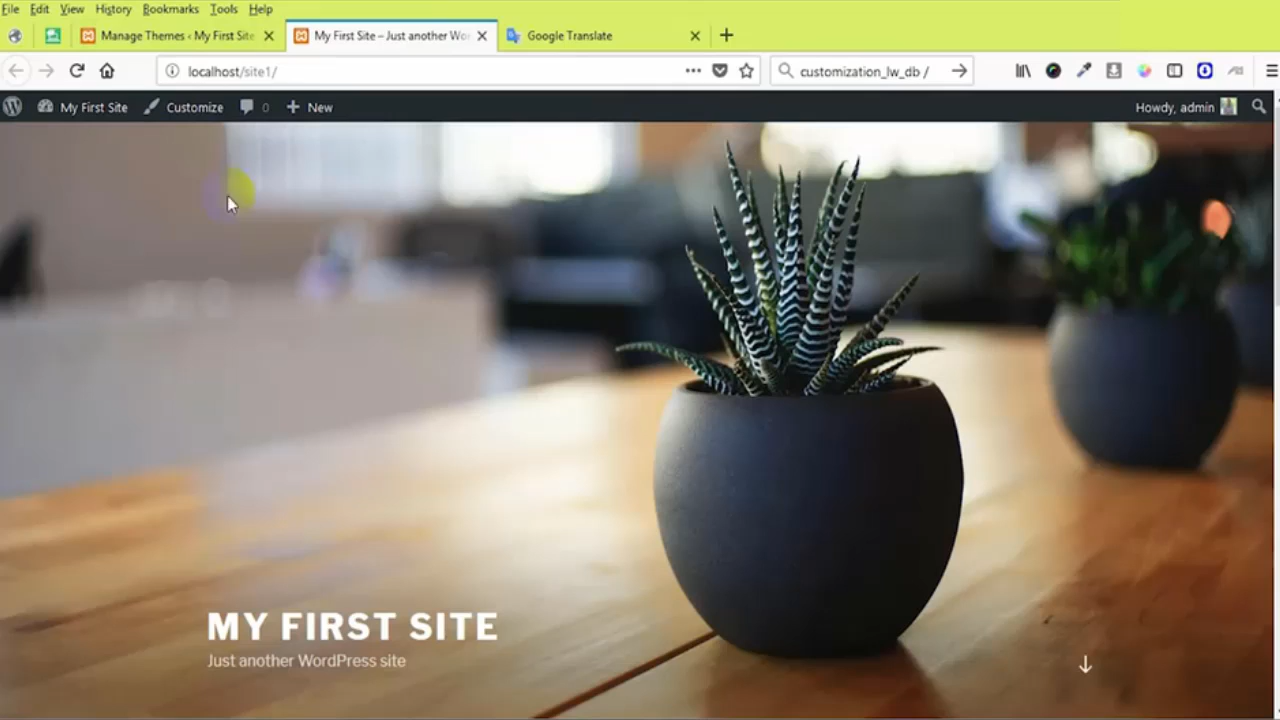 File Edit View History Bookmarks Tools Help
Manage Themes ‹ My First Site
My First Site – Just another Wo
Google Translate
localhost/site1/
customization_lw_db /
My First Site Customize 0 New
Howdy, admin
MY FIRST SITE
Just another WordPress site